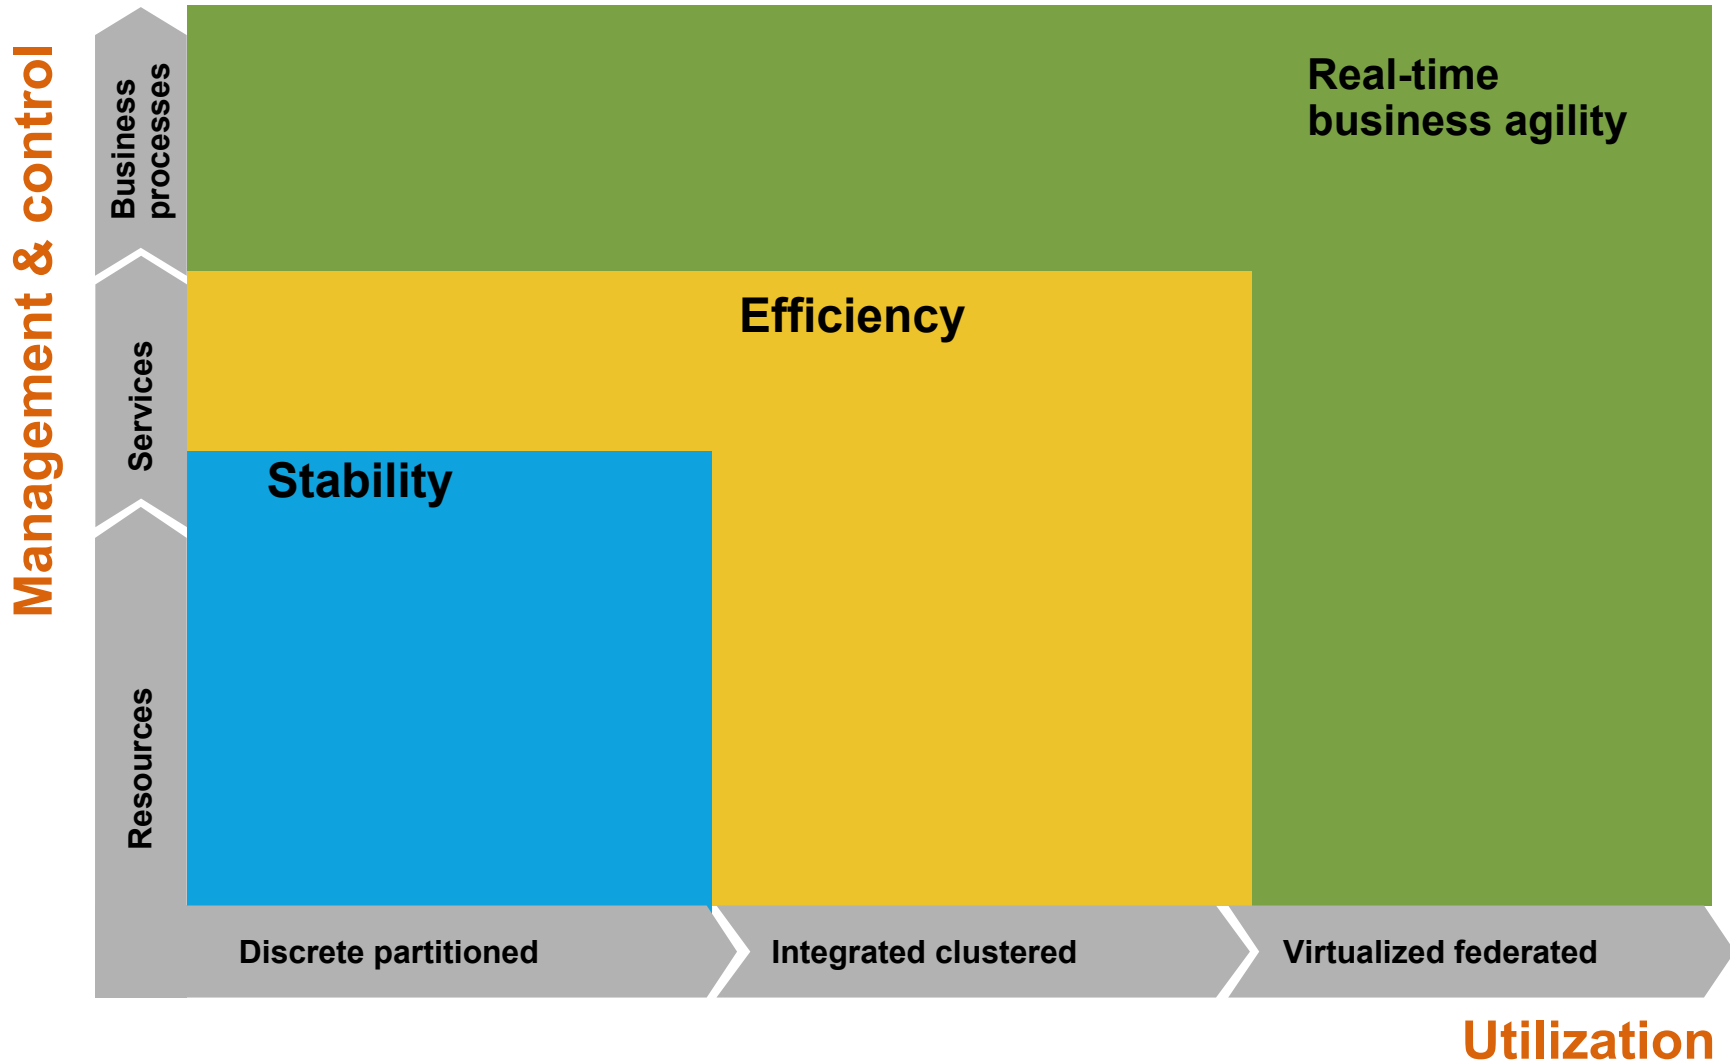 Management & control
Business
processes
Services
Resources
Real-time
business agility
Efficiency
Stability
Discrete partitioned
Integrated clustered
Virtualized federated
Utilization